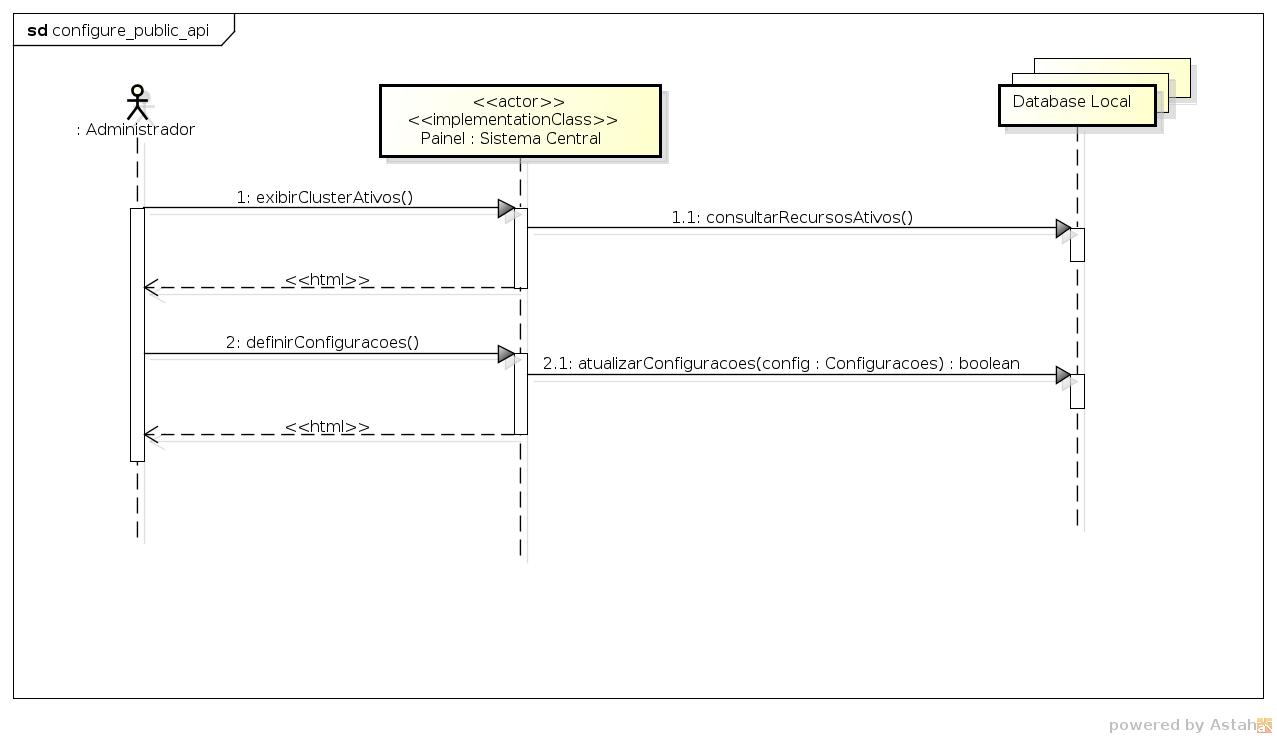 sd configure_public_api
: Administrador
<<actor>>
<<implementationClass>>
Painel : Sistema Central
Database Local
1: exibirClusterAtivos()
1.1: consultarRecursosAtivos()
<<html>>
2: definirConfiguracoes()
2.1: atualizarConfiguracoes(config : Configuracoes) : boolean
<<html>>
powered by Astah